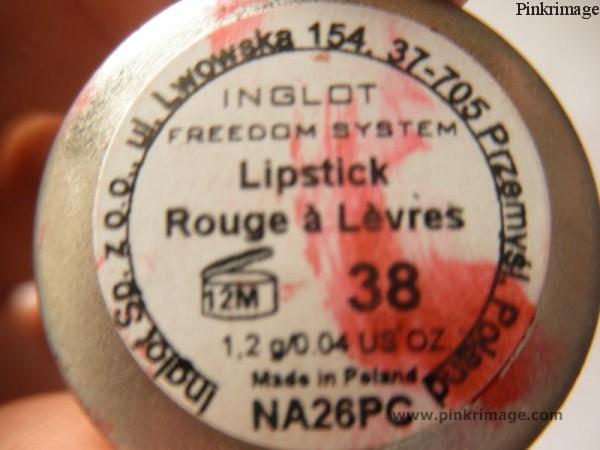 Pinkrimage
Inglot Sp. z o.o., ul. Lwowska 154, 37-705 Przemyśl, Poland
INGLOT
FREEDOM SYSTEM
Lipstick
Rouge à Lèvres
12M
38
1,2 g/0.04 US OZ
Made in Poland
NA26PC
www.pinkrimage.com